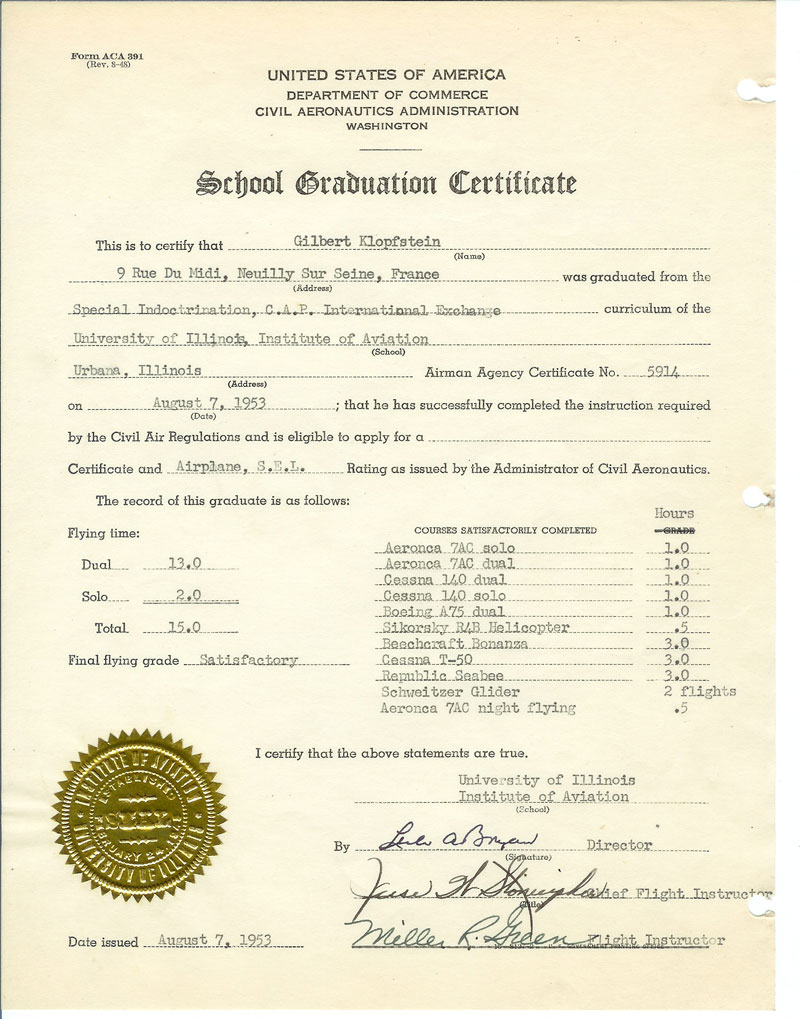 Form ACA 391
(Rev. 8-48)
UNITED STATES OF AMERICA
DEPARTMENT OF COMMERCE
CIVIL AERONAUTICS ADMINISTRATION
WASHINGTON
School Graduation Certificate
This is to certify that Gilbert Klopfstein
(Name)
9 Rue Du Midi, Neuilly Sur Seine, France was graduated from the
(Address)
Special Indoctrination, C.A.P. International Exchange curriculum of the
University of Illinois, Institute of Aviation
(School)
Urbana, Illinois Airman Agency Certificate No. 5914
(Address)
on August 7, 1953 ; that he has successfully completed the instruction required
(Date)
by the Civil Air Regulations and is eligible to apply for a
Certificate and Airplane, S.E.L. Rating as issued by the Administrator of Civil Aeronautics.
The record of this graduate is as follows:
Hours
Flying time: COURSES SATISFACTORILY COMPLETED GRADE
Aeronca 7AC solo 1.0
Dual 13.0 Aeronca 7AC dual 1.0
Cessna 140 dual 1.0
Solo 2.0 Cessna 140 solo 1.0
Boeing A75 dual 1.0
Total 15.0 Sikorsky R4B Helicopter .5
Beechcraft Bonanza 3.0
Final flying grade Satisfactory Cessna T-50 3.0
Republic Seabee 3.0
Schweitzer Glider 2 flights
Aeronca 7AC night flying .5
I certify that the above statements are true.
University of Illinois
Institute of Aviation
(School)
INSTITUTE OF AVIATION
UNIVERSITY OF ILLINOIS
ESTABLISHED
SEAL
By Leslie A Bryan Director
(Signature)
Chief Flight Instructor
(Title)
Miller R. Green Flight Instructor
Date issued August 7, 1953